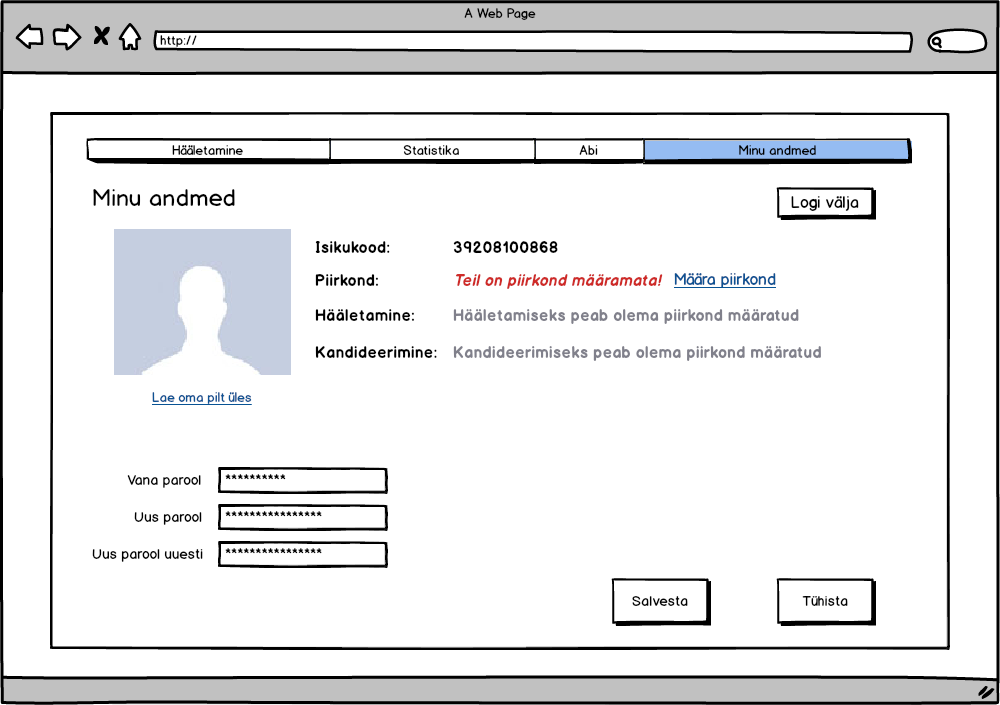 A Web Page
http://
Hääletamine Statistika Abi Minu andmed
Minu andmed
Logi välja
Isikukood: 39208100868
Piirkond: Teil on piirkond määramata! Määra piirkond
Hääletamine: Hääletamiseks peab olema piirkond määratud
Kandideerimine: Kandideerimiseks peab olema piirkond määratud
Lae oma pilt üles
Vana parool **********
Uus parool ****************
Uus parool uuesti ****************
Salvesta Tühista